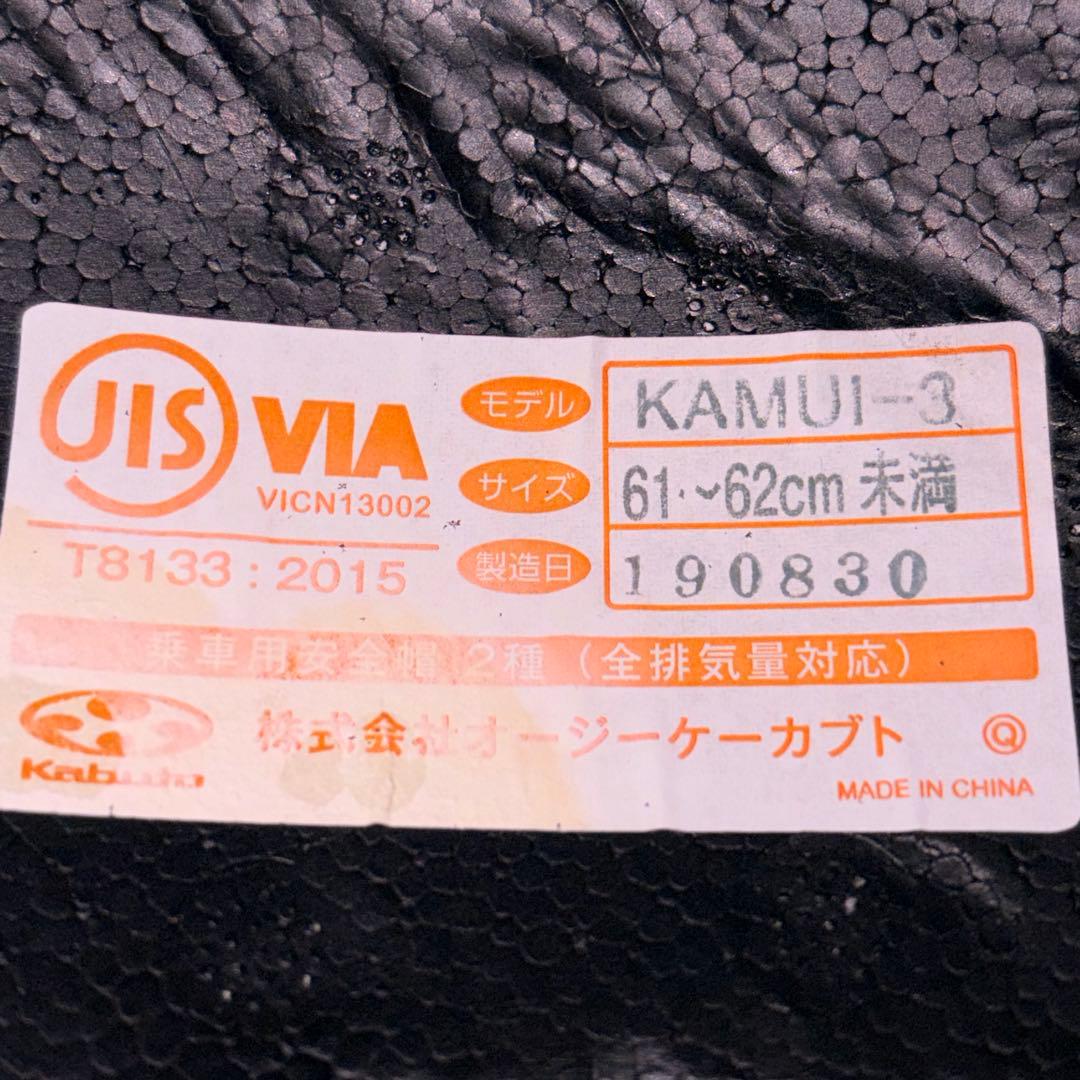 JIS VIA
VICN13002
T8133:2015
モデル KAMUI-3
サイズ 61~62cm 未満
製造日 190830
乗車用安全帽 2種（全排気量対応）
Kabuto
株式会社オージーケーカブト Q
MADE IN CHINA